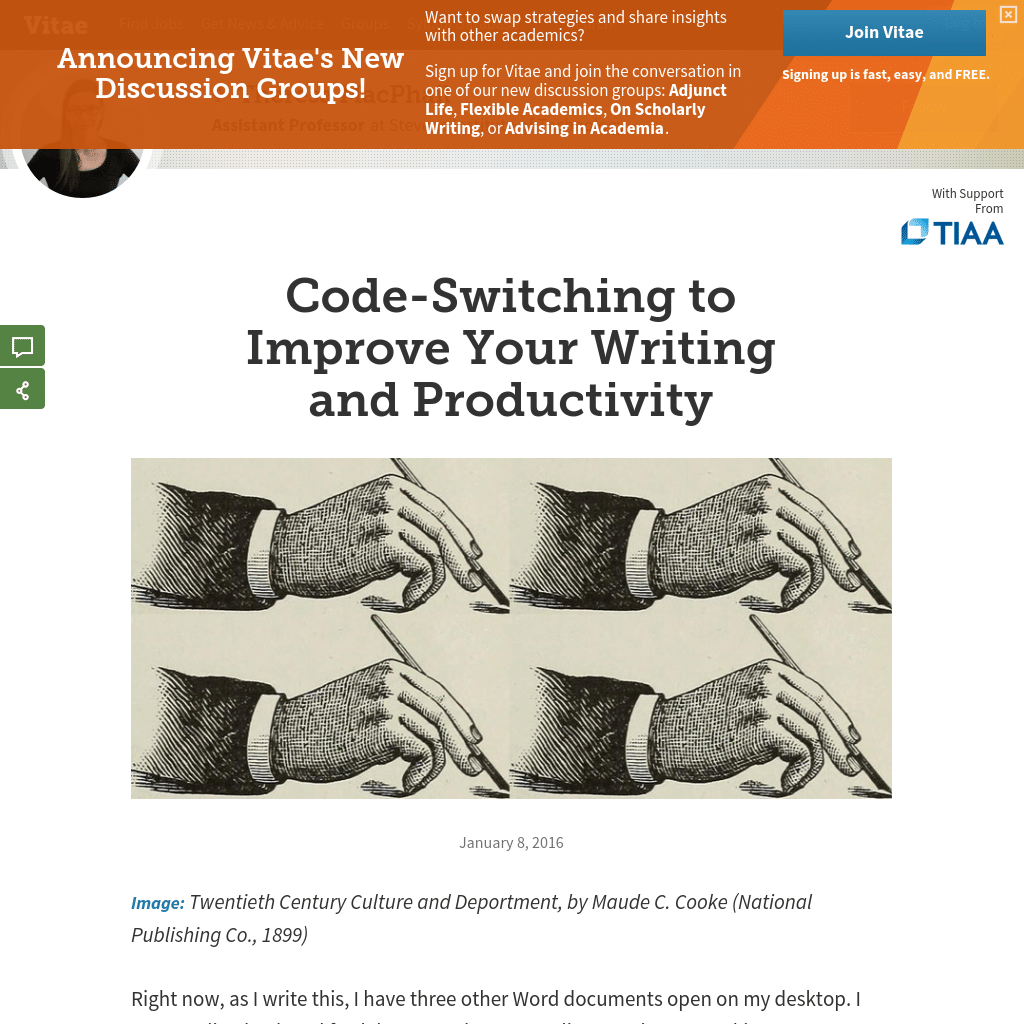 Vitae
Find Jobs Get News & Advice Groups
Announcing Vitae's New
Discussion Groups!
Want to swap strategies and share insights
with other academics?
Sign up for Vitae and join the conversation in
one of our new discussion groups: Adjunct
Life, Flexible Academics, On Scholarly
Writing, or Advising in Academia.
Join Vitae
Signing up is fast, easy, and FREE.
Assistant Professor at
With Support
From
TIAA
Code-Switching to
Improve Your Writing
and Productivity
January 8, 2016
Image: Twentieth Century Culture and Deportment, by Maude C. Cooke (National
Publishing Co., 1899)
Right now, as I write this, I have three other Word documents open on my desktop. I